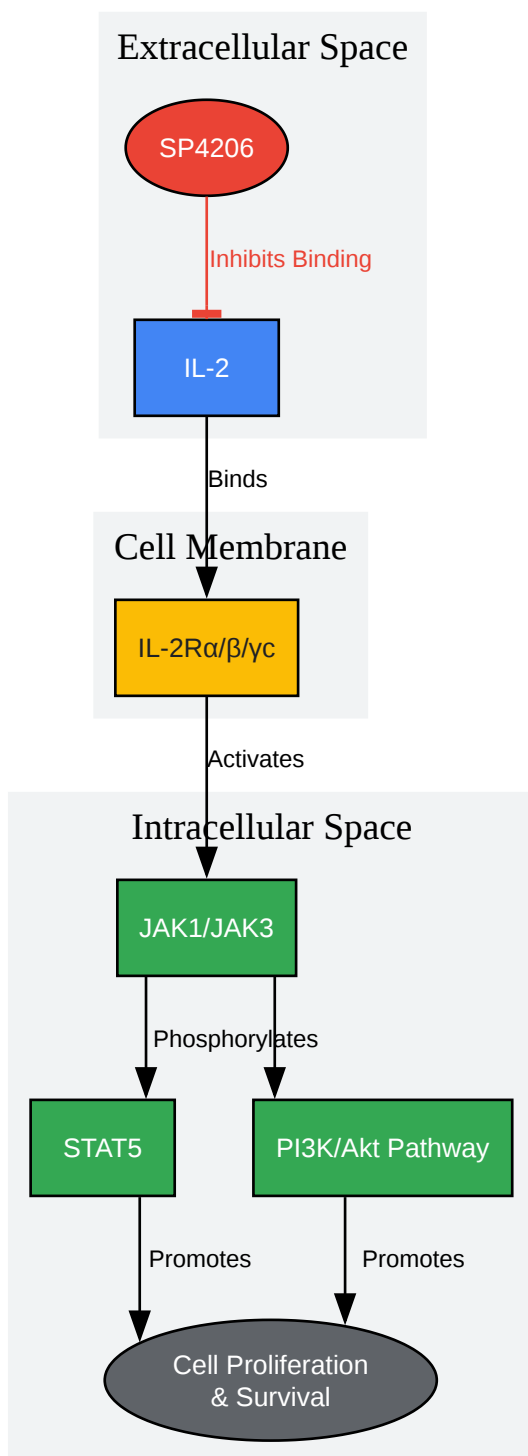 Extracellular Space
SP4206
Inhibits Binding
IL-2
Binds
Cell Membrane
IL-2Rα/β/γc
Activates
Intracellular Space
JAK1/JAK3
Phosphorylates
STAT5
PI3K/Akt Pathway
Promotes
Promotes
Cell Proliferation
& Survival